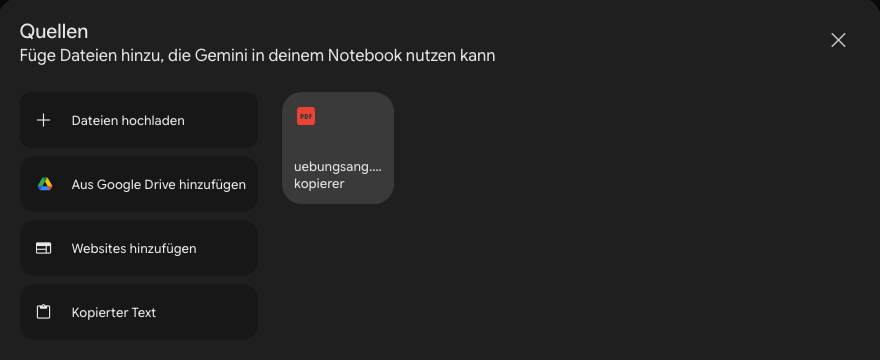 Quellen
Füge Dateien hinzu, die Gemini in deinem Notebook nutzen kann
Dateien hochladen
Aus Google Drive hinzufügen
Websites hinzufügen
Kopierter Text
PDF
uebungsang....
kopierer